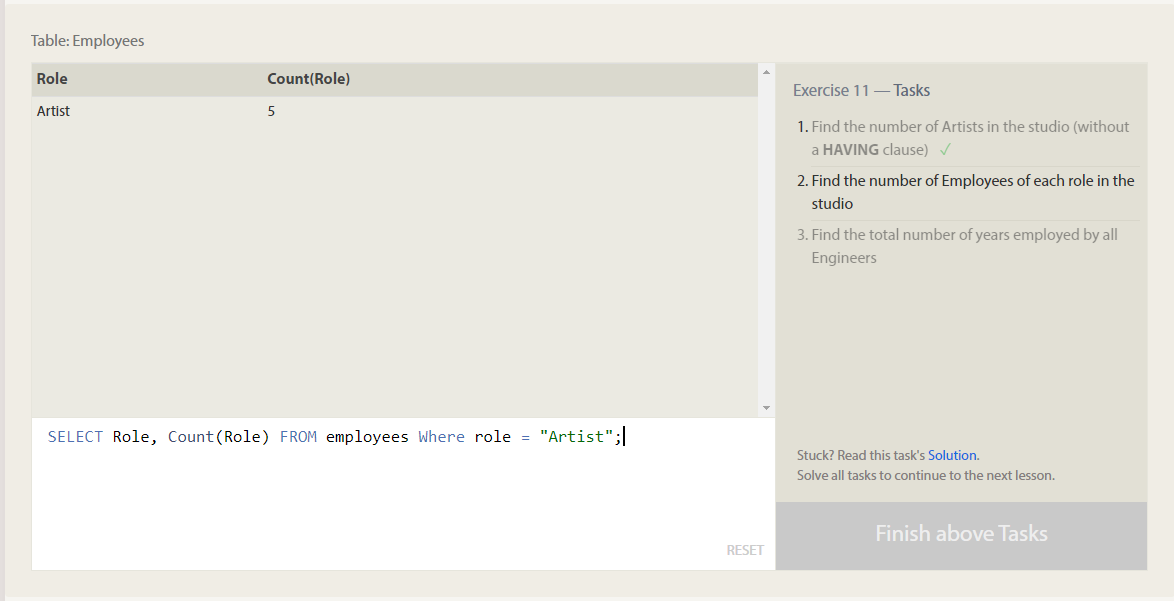 Table: Employees
Role Count(Role)
Artist 5
SELECT Role, Count(Role) FROM employees Where role = "Artist";
RESET
Exercise 11 — Tasks
1. Find the number of Artists in the studio (without
a HAVING clause) ✓
2. Find the number of Employees of each role in the
studio
3. Find the total number of years employed by all
Engineers
Stuck? Read this task's Solution.
Solve all tasks to continue to the next lesson.
Finish above Tasks